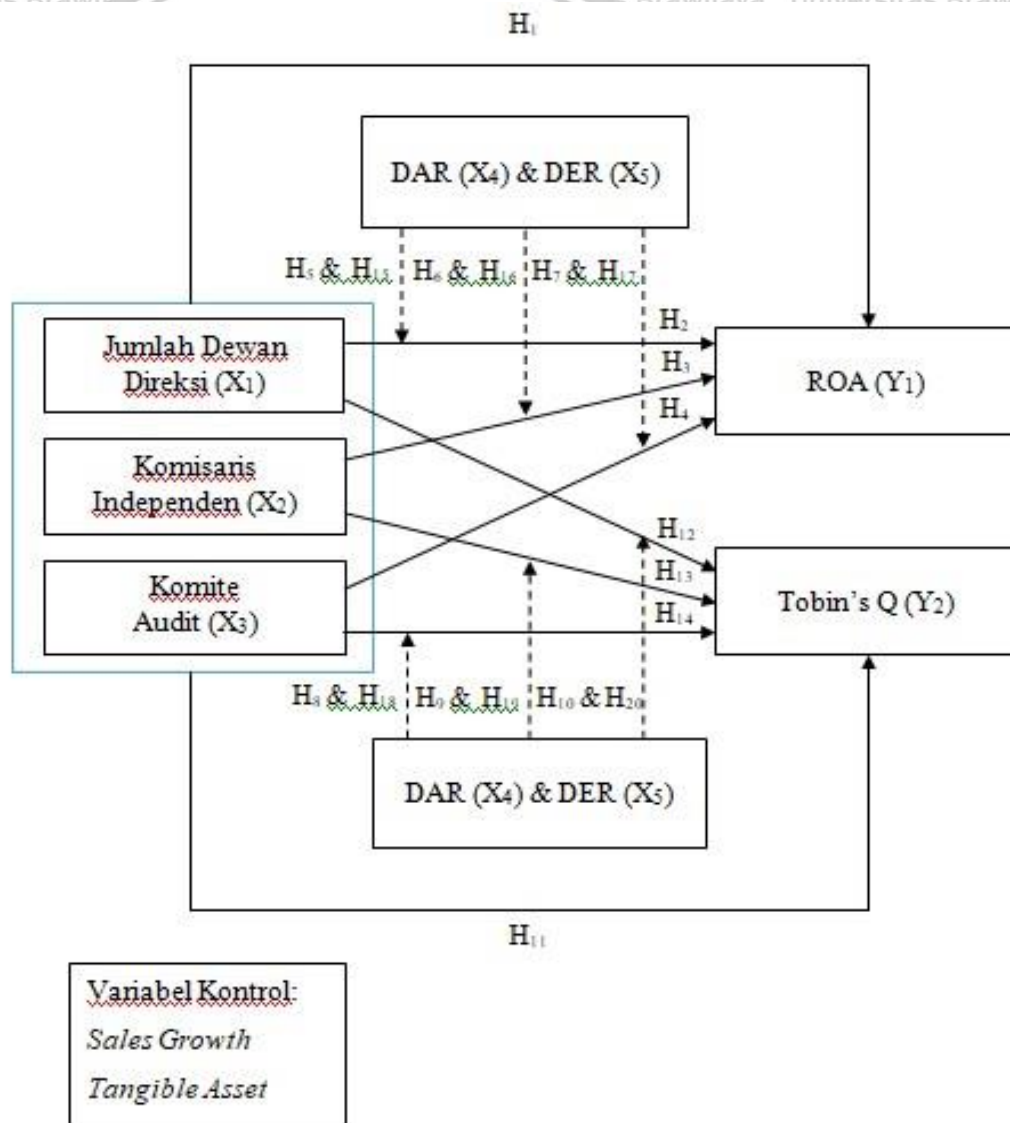 H₁
DAR (X₄) & DER (X₅)
H₅ & H₁₅ H₆ & H₁₆ H₇ & H₁₇
Jumlah Dewan
Direksi (X₁)
Komisaris
Independen (X₂)
Komite
Audit (X₃)
H₂
H₃
H₄
ROA (Y₁)
H₁₂
H₁₃
H₁₄
Tobin's Q (Y₂)
H₈ & H₁₈ H₉ & H₁₉ H₁₀ & H₂₀
DAR (X₄) & DER (X₅)
H₁₁
Variabel Kontrol:
Sales Growth
Tangible Asset